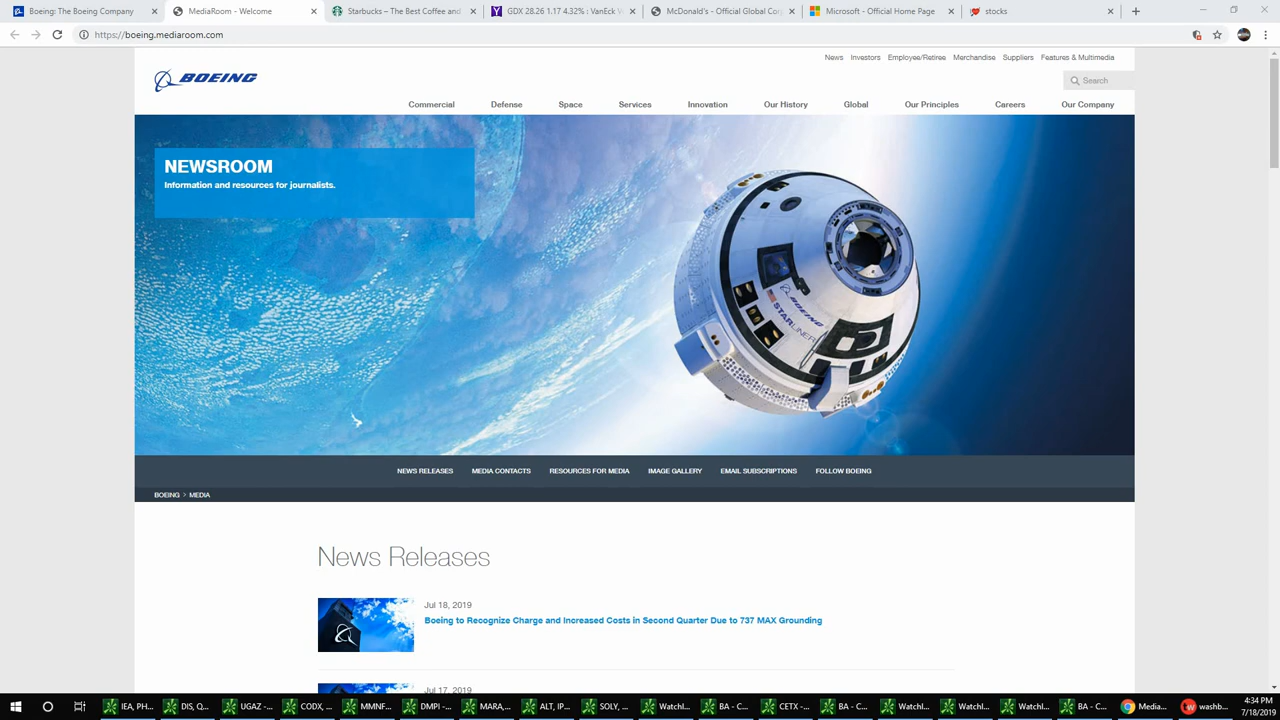 Boeing: The Boeing Company
MediaRoom - Welcome
Starbucks – The Best Coffee and
GDX 28.26 1.17 4.32% : VanEck V
McDonald's - Official Global Corp
Microsoft - Official Home Page
stocks
https://boeing.mediaroom.com
News Investors Employee/Retiree Merchandise Suppliers Features & Multimedia
BOEING
Search
Commercial Defense Space Services Innovation Our History Global Our Principles Careers Our Company
NEWSROOM
Information and resources for journalists.
BOEING
STARLINER
NEWS RELEASES MEDIA CONTACTS RESOURCES FOR MEDIA IMAGE GALLERY EMAIL SUBSCRIPTIONS FOLLOW BOEING
BOEING > MEDIA
News Releases
Jul 18, 2019
Boeing to Recognize Charge and Increased Costs in Second Quarter Due to 737 MAX Grounding
Jul 17, 2019
IEA, PH... DIS, Q... UGAZ -... CODX, ... MMNF... DMPI -... MARA,... ALT, IP... SOLV, ... Watchl... BA - C... CETX -... BA - C... Watchl... Watchl... BA - C... Media... washb...
4:34 PM
7/18/2019